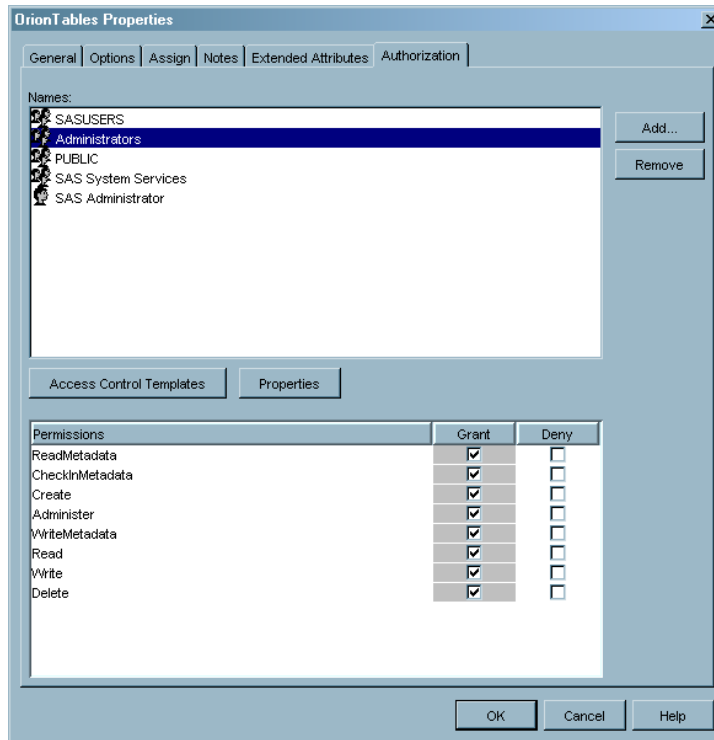 OrionTables Properties
General Options Assign Notes Extended Attributes Authorization
Names:
SASUSERS
Administrators
PUBLIC
SAS System Services
SAS Administrator
Add...
Remove
Access Control Templates Properties
Permissions Grant Deny
ReadMetadata
CheckInMetadata
Create
Administer
WriteMetadata
Read
Write
Delete
OK Cancel Help